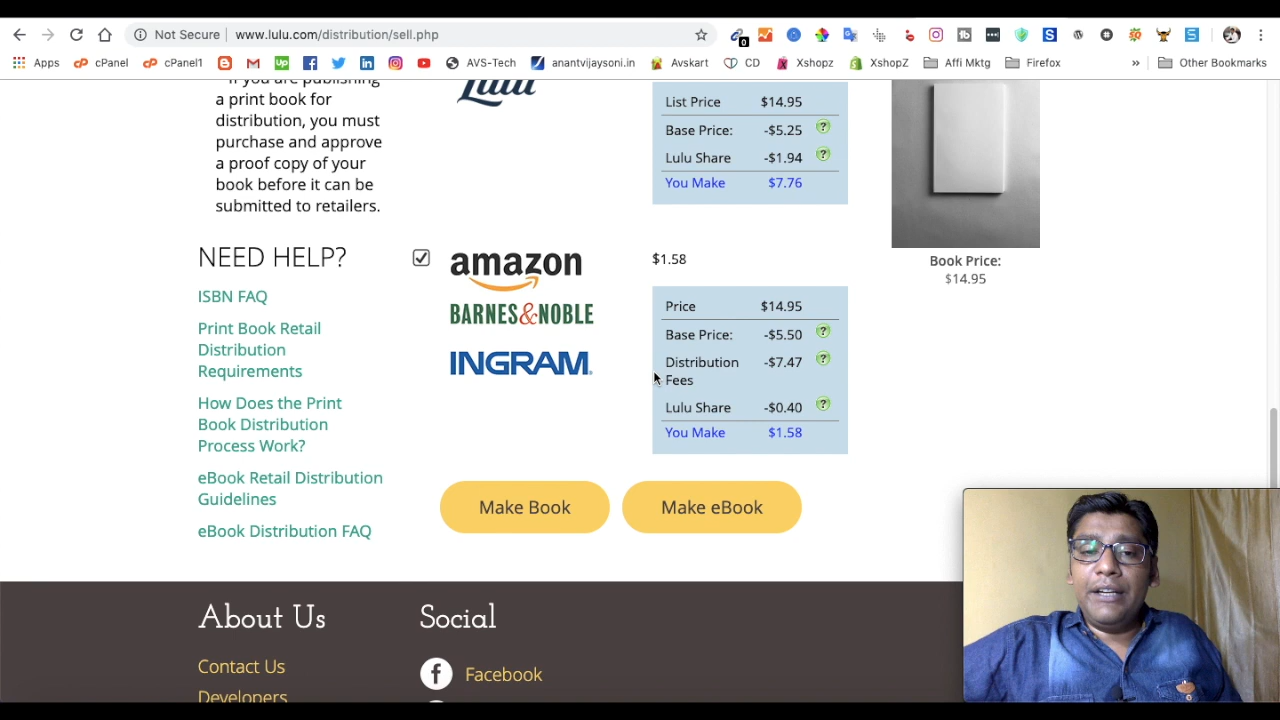 Not Secure | www.lulu.com/distribution/sell.php
0
Apps cPanel cPanel1 AVS-Tech anantvijaysoni.in Avskart CD Xshopz XshopZ Affi Mktg Firefox » Other Bookmarks
If you are publishing
a print book for
distribution, you must
purchase and approve
a proof copy of your
book before it can be
submitted to retailers.
NEED HELP?
ISBN FAQ
Print Book Retail
Distribution
Requirements
How Does the Print
Book Distribution
Process Work?
eBook Retail Distribution
Guidelines
eBook Distribution FAQ
Lulu
List Price $14.95
Base Price: -$5.25 ?
Lulu Share -$1.94 ?
You Make $7.76
amazon
BARNES&NOBLE
INGRAM
$1.58
Price $14.95
Base Price: -$5.50 ?
Distribution -$7.47 ?
Fees
Lulu Share -$0.40 ?
You Make $1.58
Book Price:
$14.95
Make Book Make eBook
About Us
Contact Us
Developers
Social
Facebook